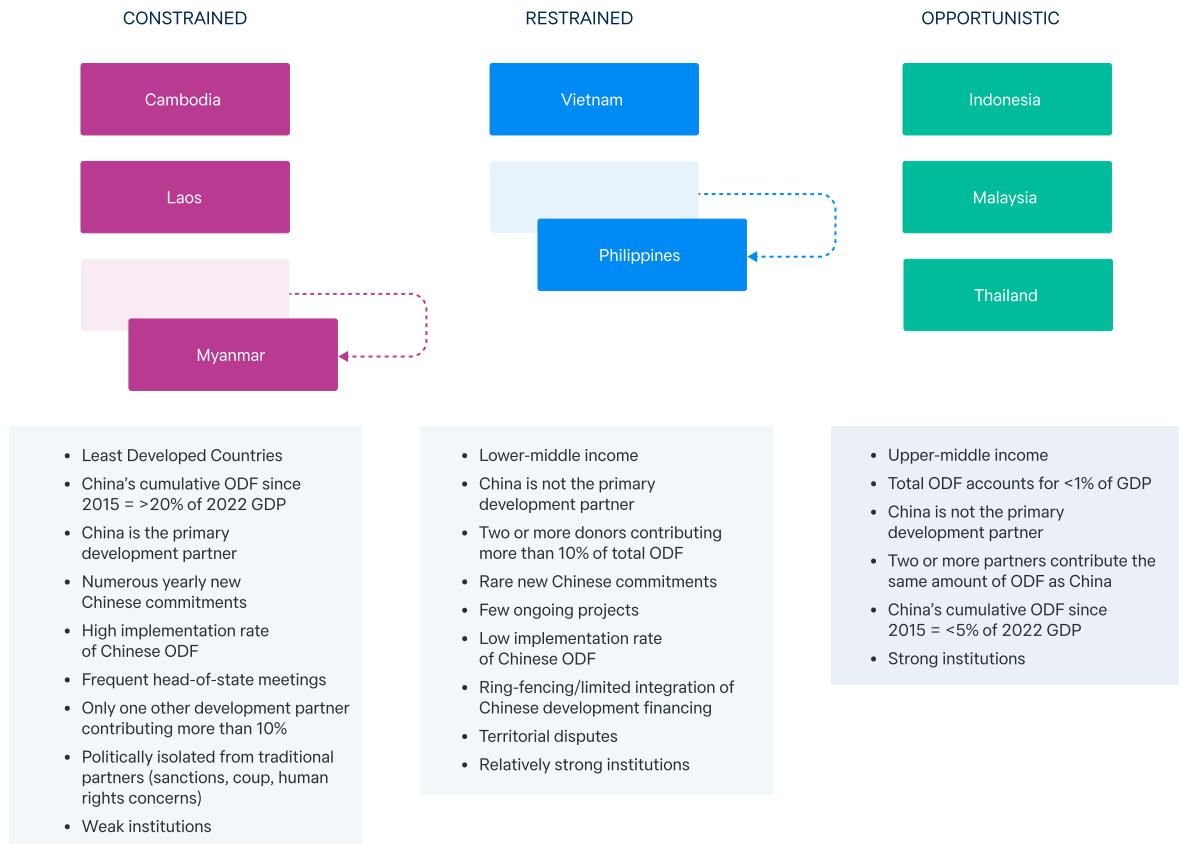 CONSTRAINED
Cambodia
Laos
Myanmar
• Least Developed Countries
• China’s cumulative ODF since
2015 = >20% of 2022 GDP
• China is the primary
development partner
• Numerous yearly new
Chinese commitments
• High implementation rate
of Chinese ODF
• Frequent head-of-state meetings
• Only one other development partner
contributing more than 10%
• Politically isolated from traditional
partners (sanctions, coup, human
rights concerns)
• Weak institutions
RESTRAINED
Vietnam
Philippines
• Lower-middle income
• China is not the primary
development partner
• Two or more donors contributing
more than 10% of total ODF
• Rare new Chinese commitments
• Few ongoing projects
• Low implementation rate
of Chinese ODF
• Ring-fencing/limited integration of
Chinese development financing
• Territorial disputes
• Relatively strong institutions
OPPORTUNISTIC
Indonesia
Malaysia
Thailand
• Upper-middle income
• Total ODF accounts for <1% of GDP
• China is not the primary
development partner
• Two or more partners contribute the
same amount of ODF as China
• China’s cumulative ODF since
2015 = <5% of 2022 GDP
• Strong institutions